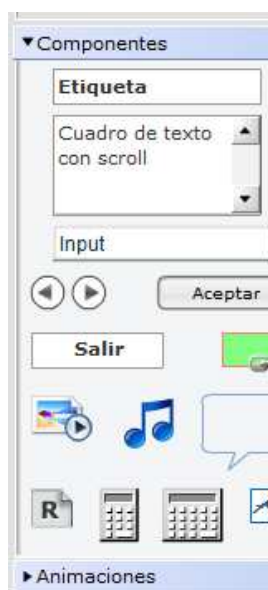 Componentes
Etiqueta
Cuadro de texto
con scroll
Input
Aceptar
Salir
R
Animaciones